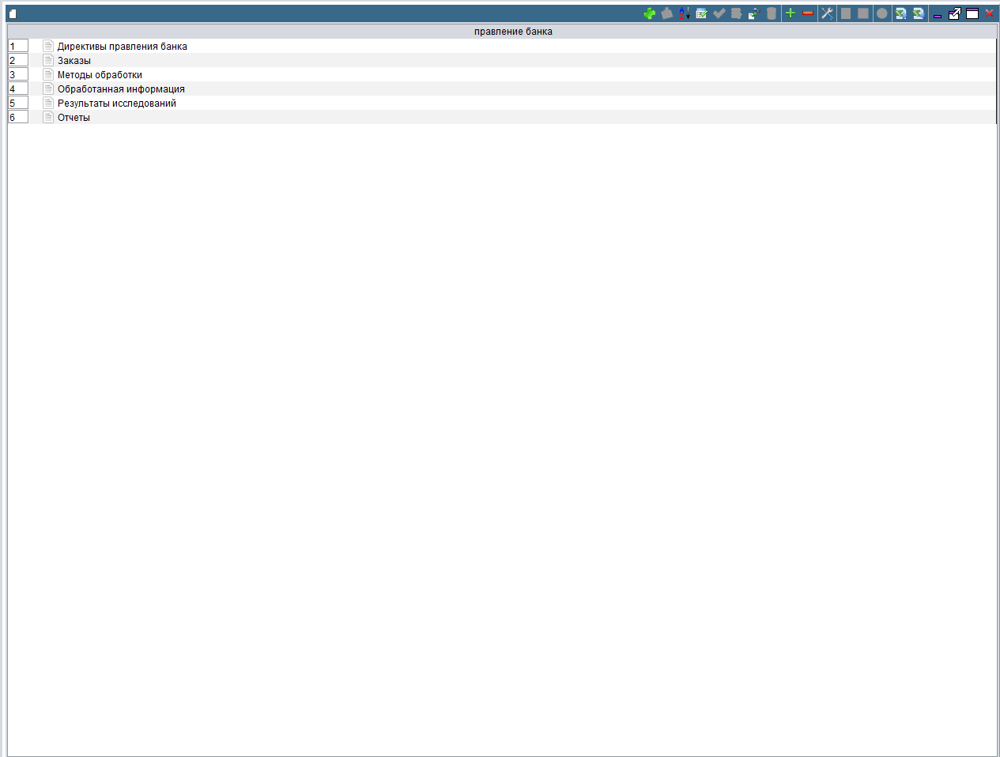 правление банка
1 Директивы правления банка
2 Заказы
3 Методы обработки
4 Обработанная информация
5 Результаты исследований
6 Отчеты